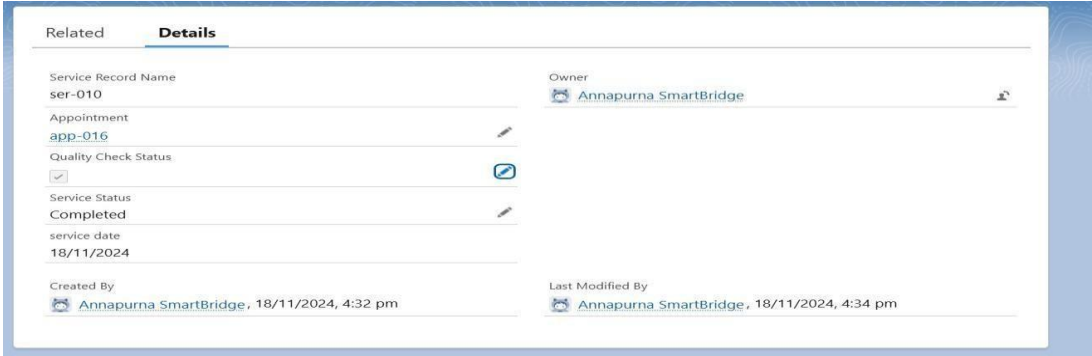 Related Details
Service Record Name
ser-010
Owner
Annapurna SmartBridge
Appointment
app-016
Quality Check Status
Service Status
Completed
service date
18/11/2024
Created By
Annapurna SmartBridge, 18/11/2024, 4:32 pm
Last Modified By
Annapurna SmartBridge, 18/11/2024, 4:34 pm